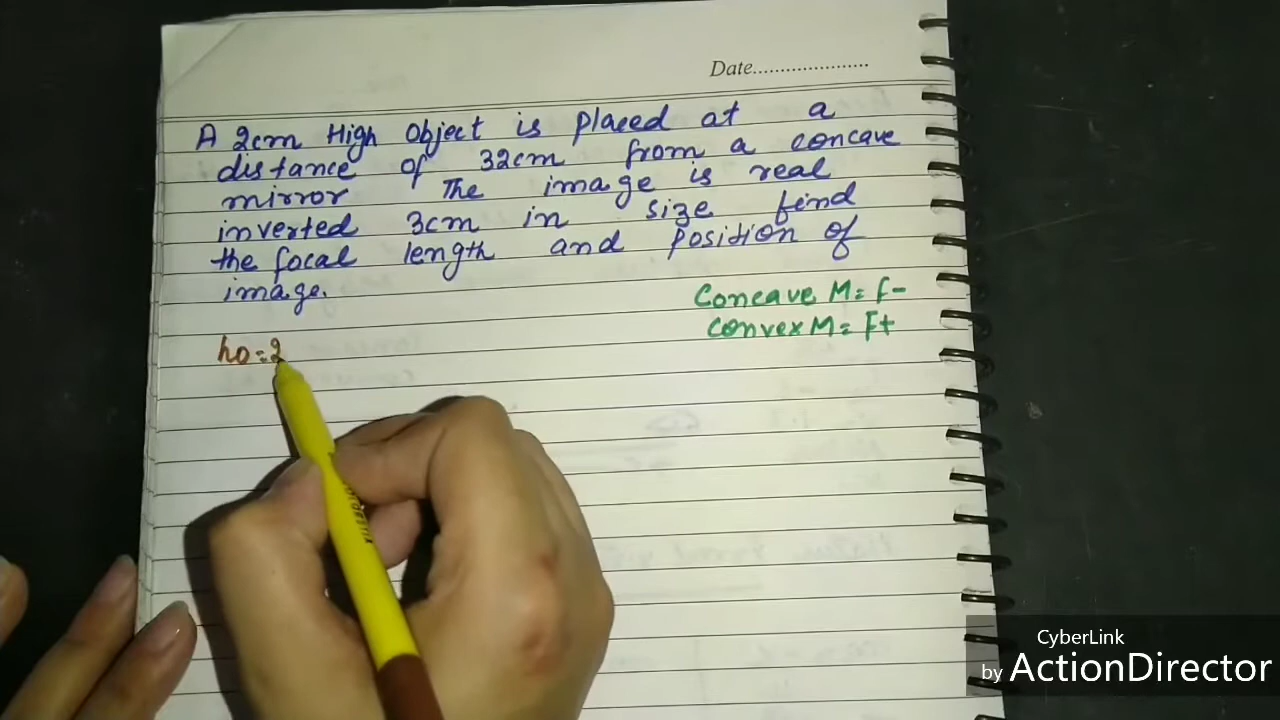 Date....................
A 2cm High Object is placed at a
distance of 32cm from a concave
mirror The image is real
inverted 3cm in size find
the focal length and position of
image.
Concave M = f-
Convex M = F+
ho = 2
CyberLink
by ActionDirector